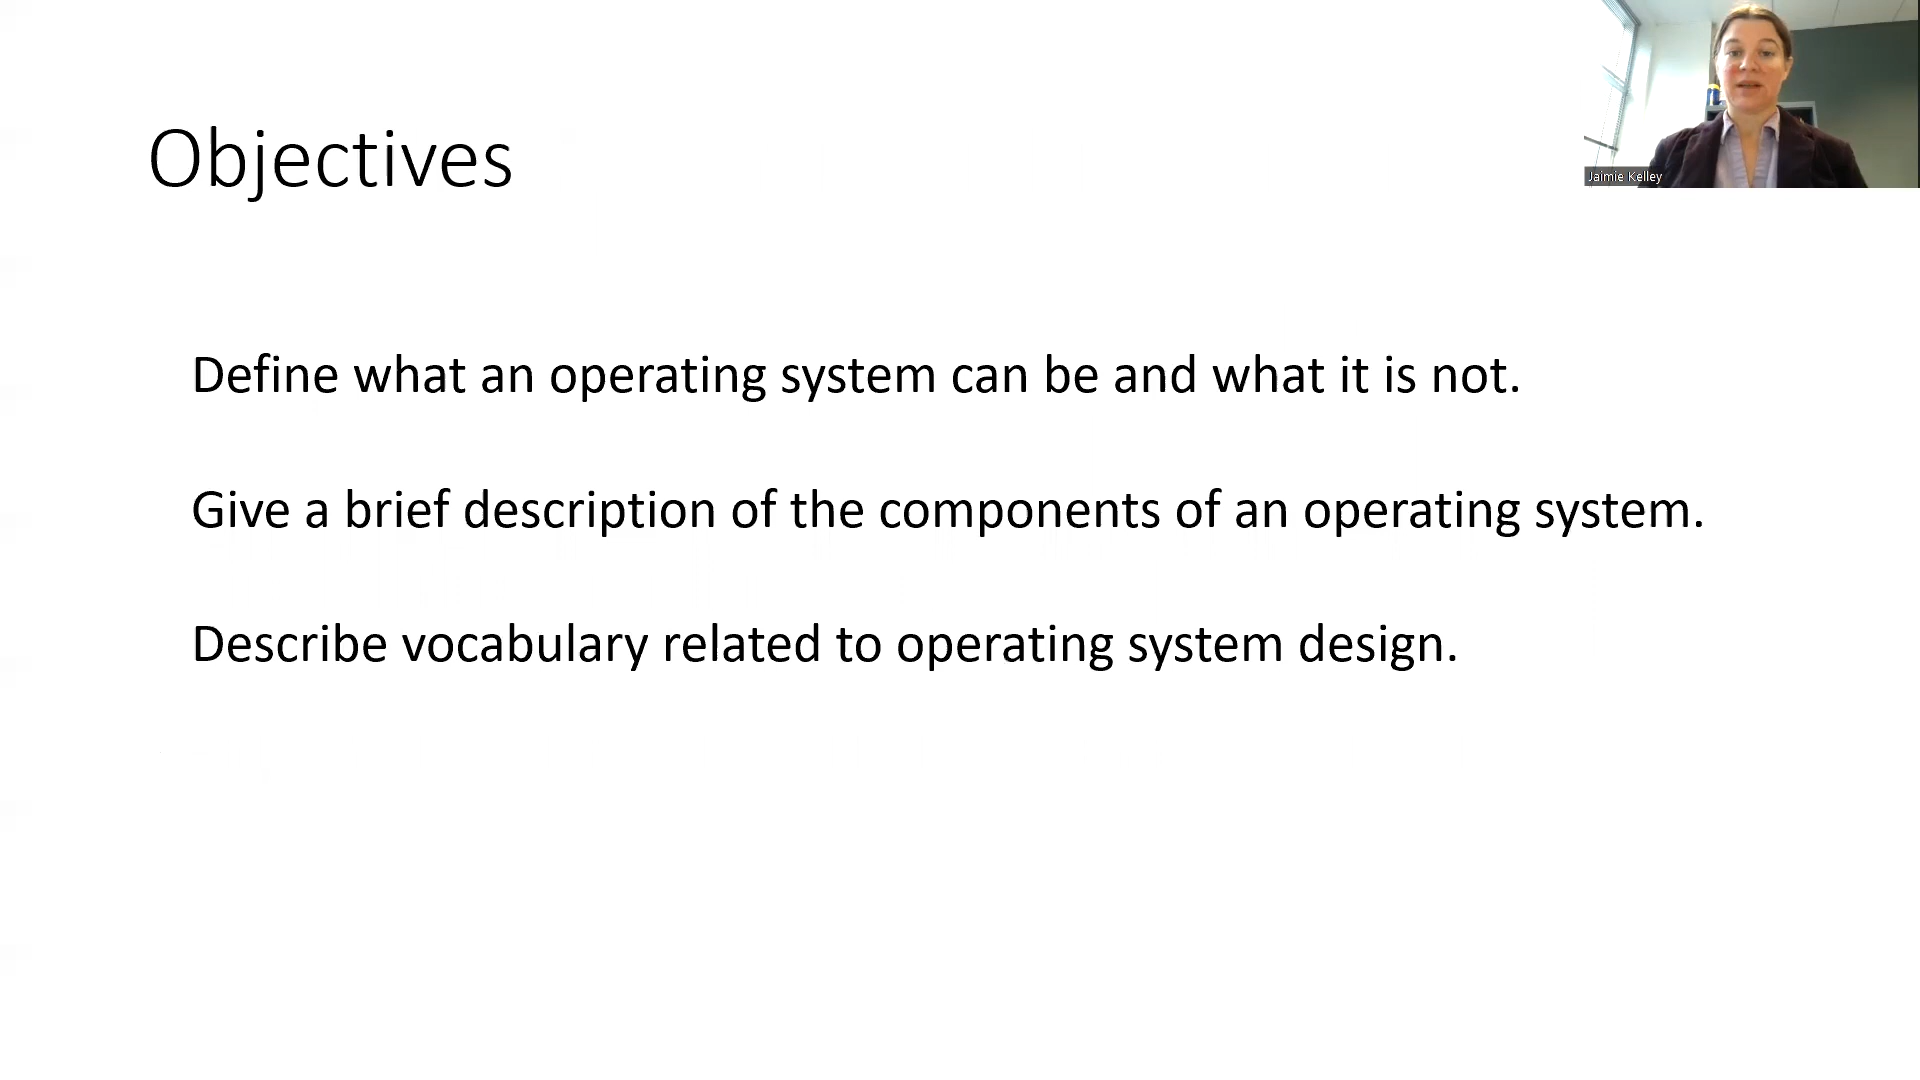 Objectives
Jaimie Kelley
Define what an operating system can be and what it is not.
Give a brief description of the components of an operating system.
Describe vocabulary related to operating system design.